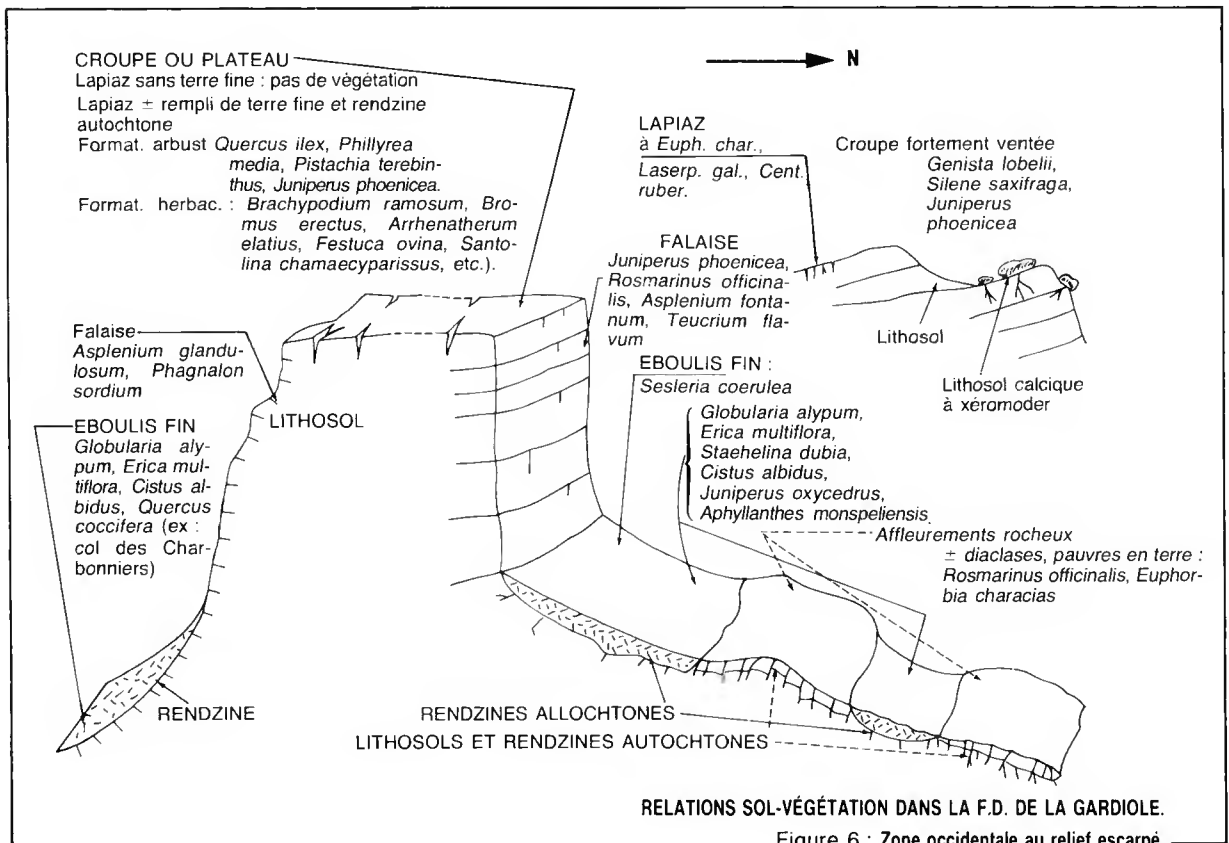 CROUPE OU PLATEAU
Lapiaz sans terre fine : pas de végétation
Lapiaz ± rempli de terre fine et rendzine
autochtone
Format. arbust Quercus ilex, Phillyrea
media, Pistachia terebin-
thus, Juniperus phoenicea.
Format. herbac. : Brachypodium ramosum, Bro-
mus erectus, Arrhenatherum
elatius, Festuca ovina, Santo-
lina chamaecyparissus, etc.).
N
LAPIAZ
à Euph. char.,
Laserp. gal., Cent.
ruber.
Croupe fortement ventée
Genista lobelii,
Silene saxifraga,
Juniperus
phoenicea
Lithosol
Lithosol calcique
à xéromoder
FALAISE
Juniperus phoenicea,
Rosmarinus officina-
lis, Asplenium fonta-
num, Teucrium fla-
vum
Falaise
Asplenium glandu-
losum, Phagnalon
sordium
LITHOSOL
EBOULIS FIN
Globularia aly-
pum, Erica mul-
tiflora, Cistus al-
bidus, Quercus
coccifera (ex :
col des Char-
bonniers)
RENDZINE
EBOULIS FIN :
Sesleria coerulea
Globularia alypum,
Erica multiflora,
Staehelina dubia,
Cistus albidus,
Juniperus oxycedrus,
Aphyllanthes monspeliensis.
Affleurements rocheux
± diaclases, pauvres en terre :
Rosmarinus officinalis, Euphor-
bia characias
RENDZINES ALLOCHTONES
LITHOSOLS ET RENDZINES AUTOCHTONES
RELATIONS SOL-VÉGÉTATION DANS LA F.D. DE LA GARDIOLE.
Figure 6 : Zone occidentale au relief escarpé